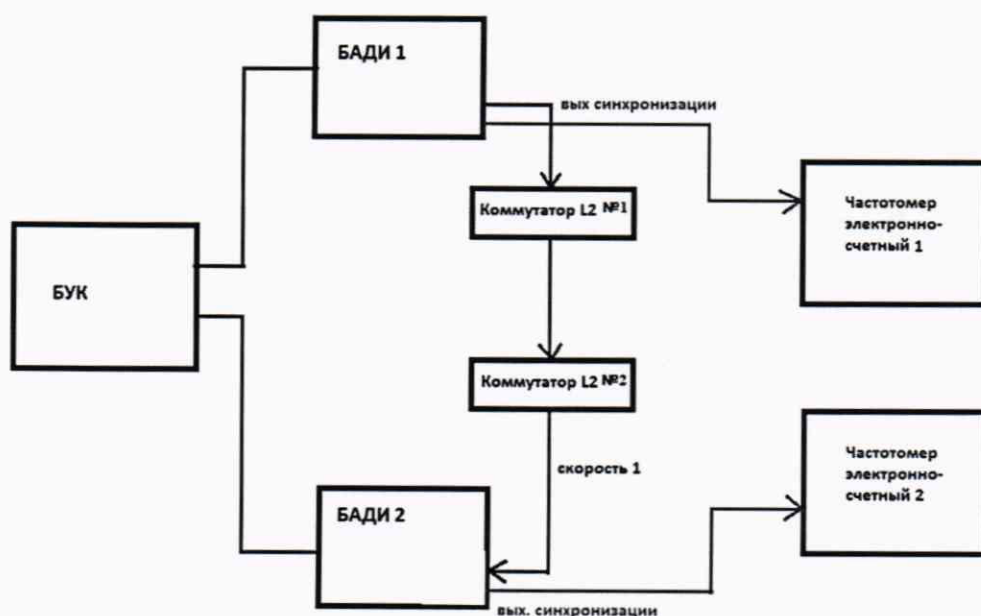 БАДИ 1
вых синхронизации
Коммутатор L2 №1
Частотомер
электронно-
счетный 1
БУК
Коммутатор L2 №2
скорость 1
Частотомер
электронно-
счетный 2
БАДИ 2
вых. синхронизации